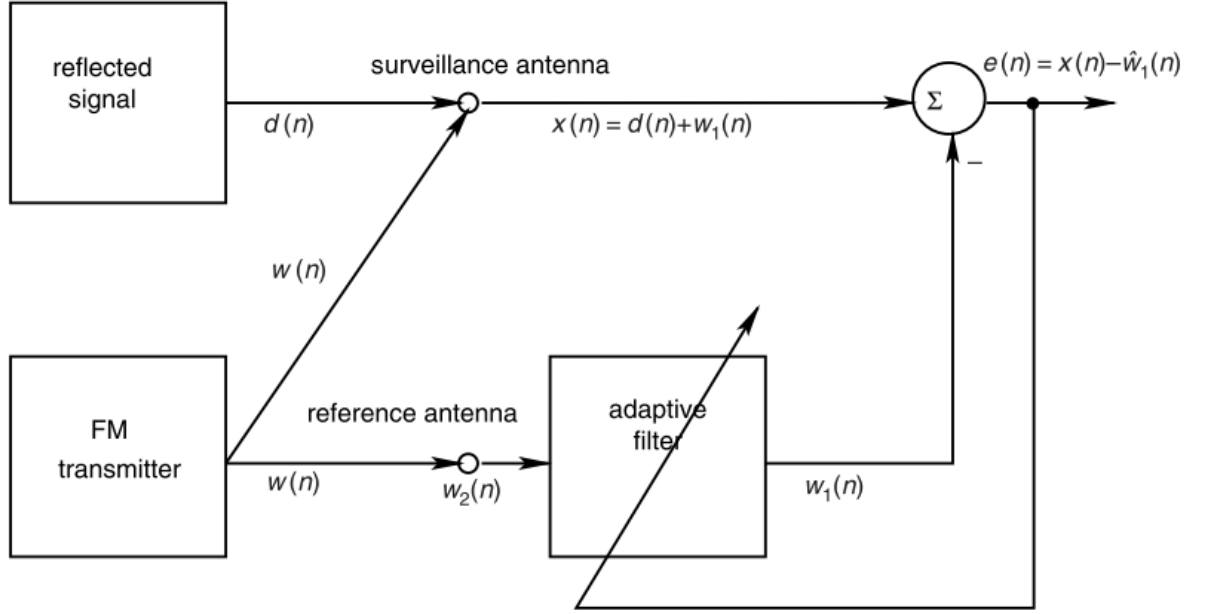 reflected
signal
surveillance antenna
e(n) = x(n)−ŵ₁(n)
Σ
d(n)
x(n) = d(n)+w₁(n)
−
w(n)
FM
transmitter
reference antenna
w(n)
w₂(n)
adaptive
filter
w₁(n)